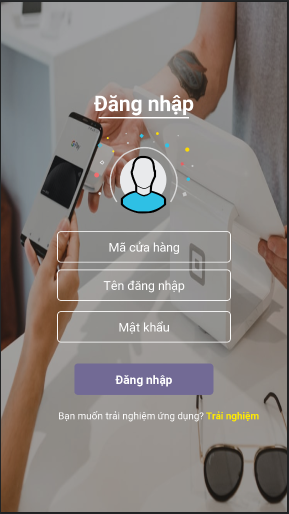 Đăng nhập
Mã cửa hàng
Tên đăng nhập
Mật khẩu
Đăng nhập
Bạn muốn trải nghiệm ứng dụng? Trải nghiệm